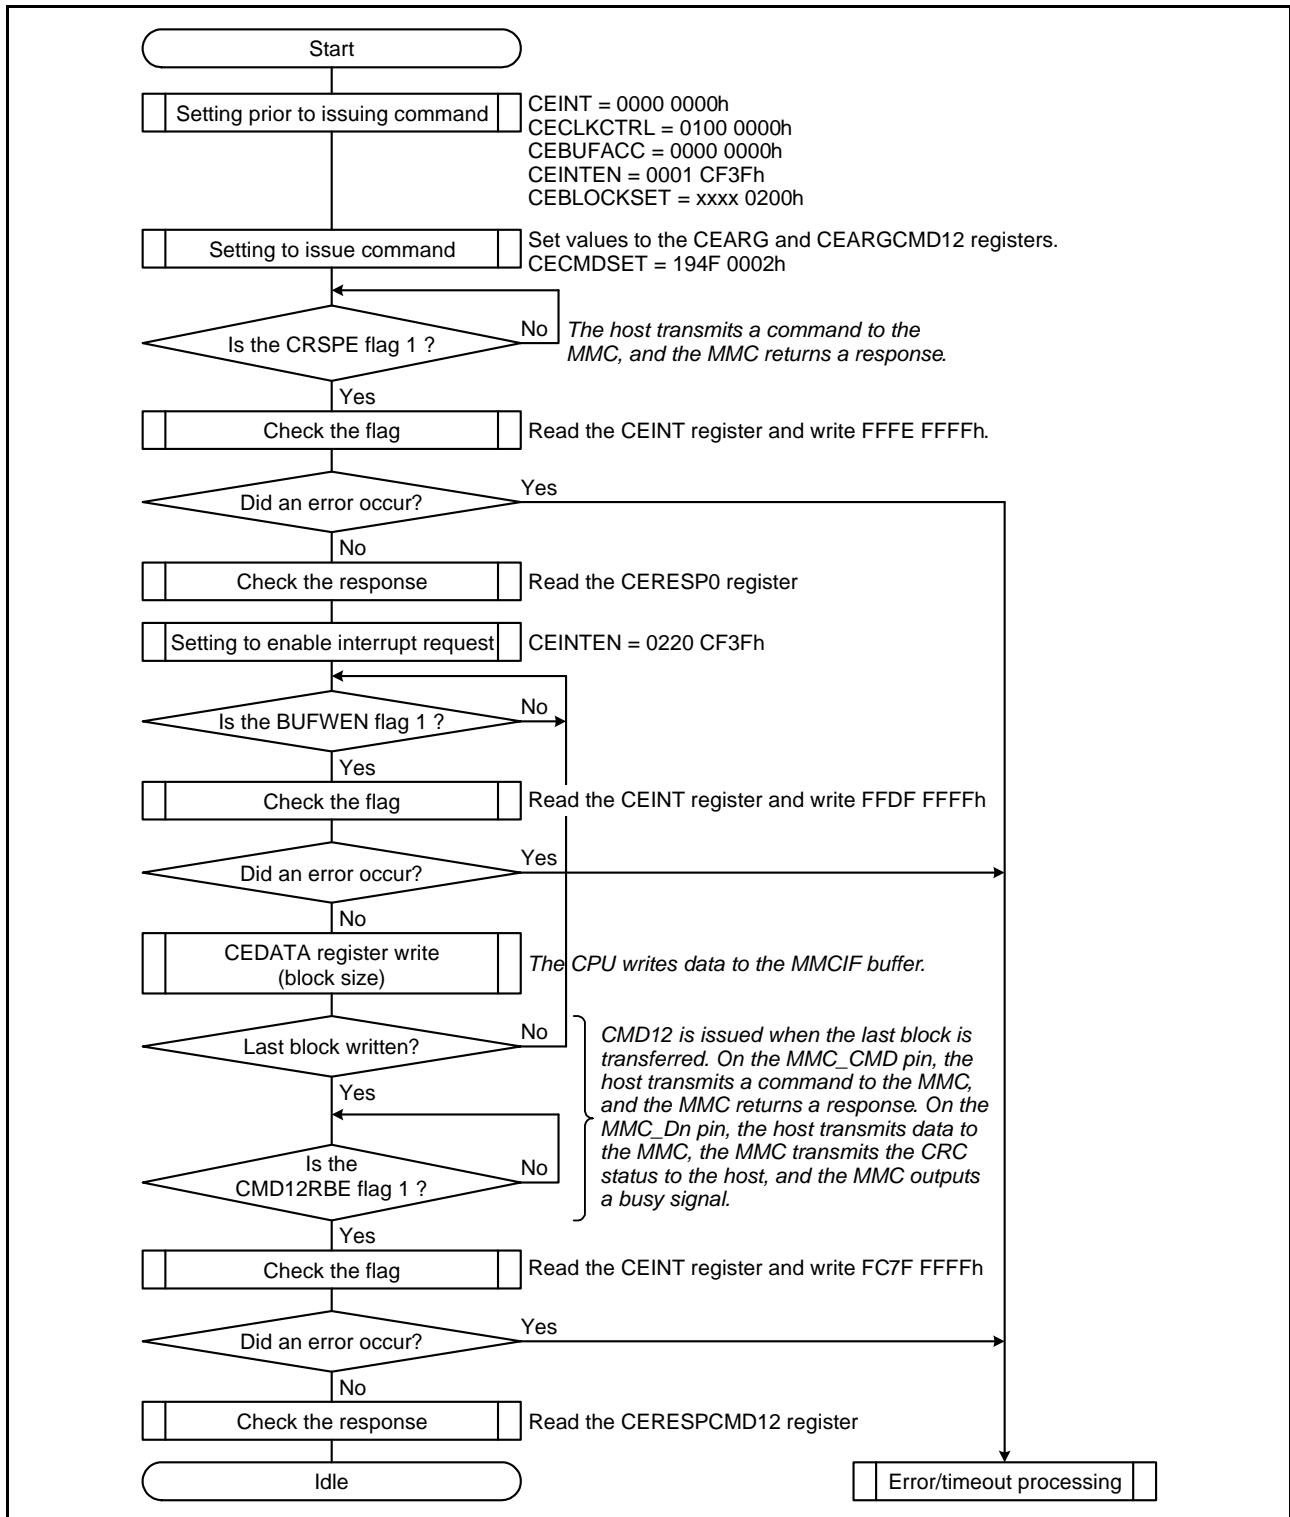 Start
Setting prior to issuing command
CEINT = 0000 0000h
CECLKCTRL = 0100 0000h
CEBUFACC = 0000 0000h
CEINTEN = 0001 CF3Fh
CEBLOCKSET = xxxx 0200h
Setting to issue command
Set values to the CEARG and CEARGCMD12 registers.
CECMDSET = 194F 0002h
Is the CRSPE flag 1 ?
No
The host transmits a command to the
MMC, and the MMC returns a response.
Yes
Check the flag
Read the CEINT register and write FFFE FFFFh.
Did an error occur?
Yes
No
Check the response
Read the CERESP0 register
Setting to enable interrupt request
CEINTEN = 0220 CF3Fh
Is the BUFWEN flag 1 ?
No
Yes
Check the flag
Read the CEINT register and write FFDF FFFFh
Did an error occur?
Yes
No
CEDATA register write
(block size)
The CPU writes data to the MMCIF buffer.
Last block written?
No
Yes
CMD12 is issued when the last block is
transferred. On the MMC_CMD pin, the
host transmits a command to the MMC,
and the MMC returns a response. On the
MMC_Dn pin, the host transmits data to
the MMC, the MMC transmits the CRC
status to the host, and the MMC outputs
a busy signal.
Is the
CMD12RBE flag 1 ?
No
Yes
Check the flag
Read the CEINT register and write FC7F FFFFh
Did an error occur?
Yes
No
Check the response
Read the CERESPCMD12 register
Idle
Error/timeout processing